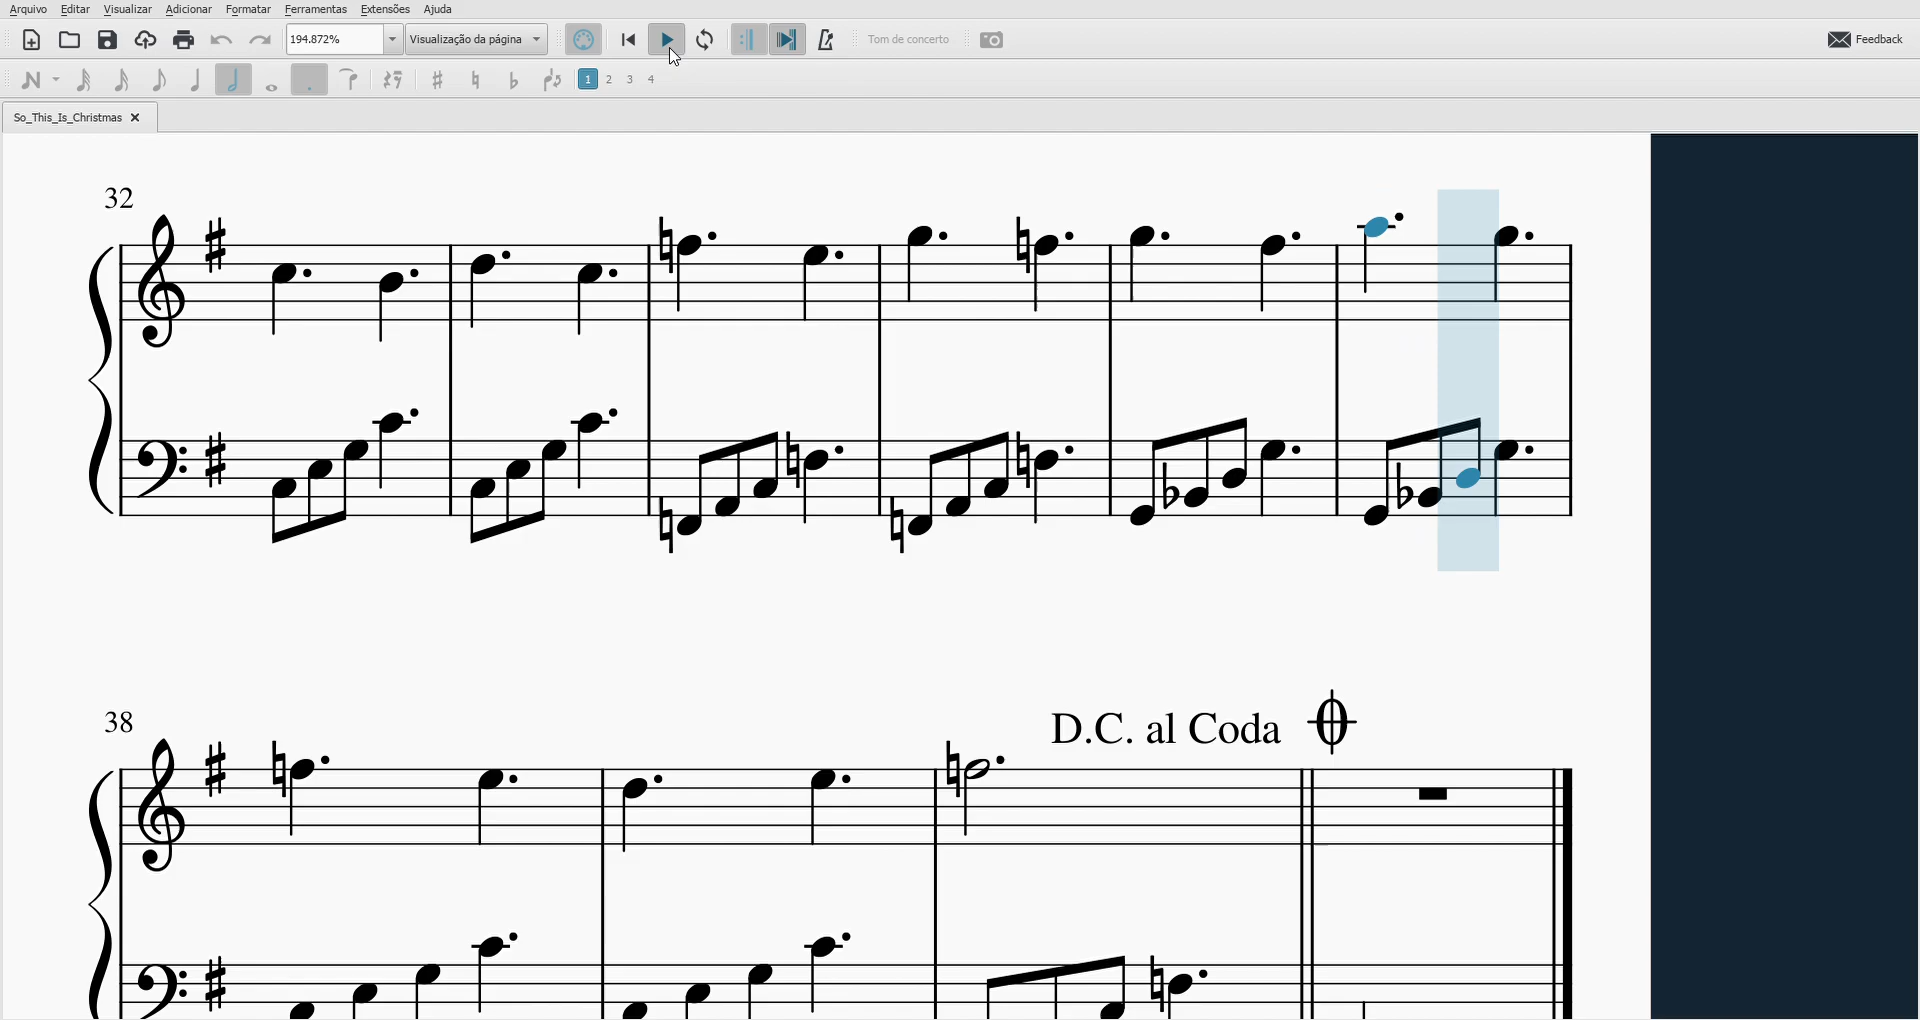 Arquivo Editar Visualizar Adicionar Formatar Ferramentas Extensões Ajuda
194.872% Visualização da página Tom de concerto Feedback
1 2 3 4
So_This_Is_Christmas
32
38
D.C. al Coda